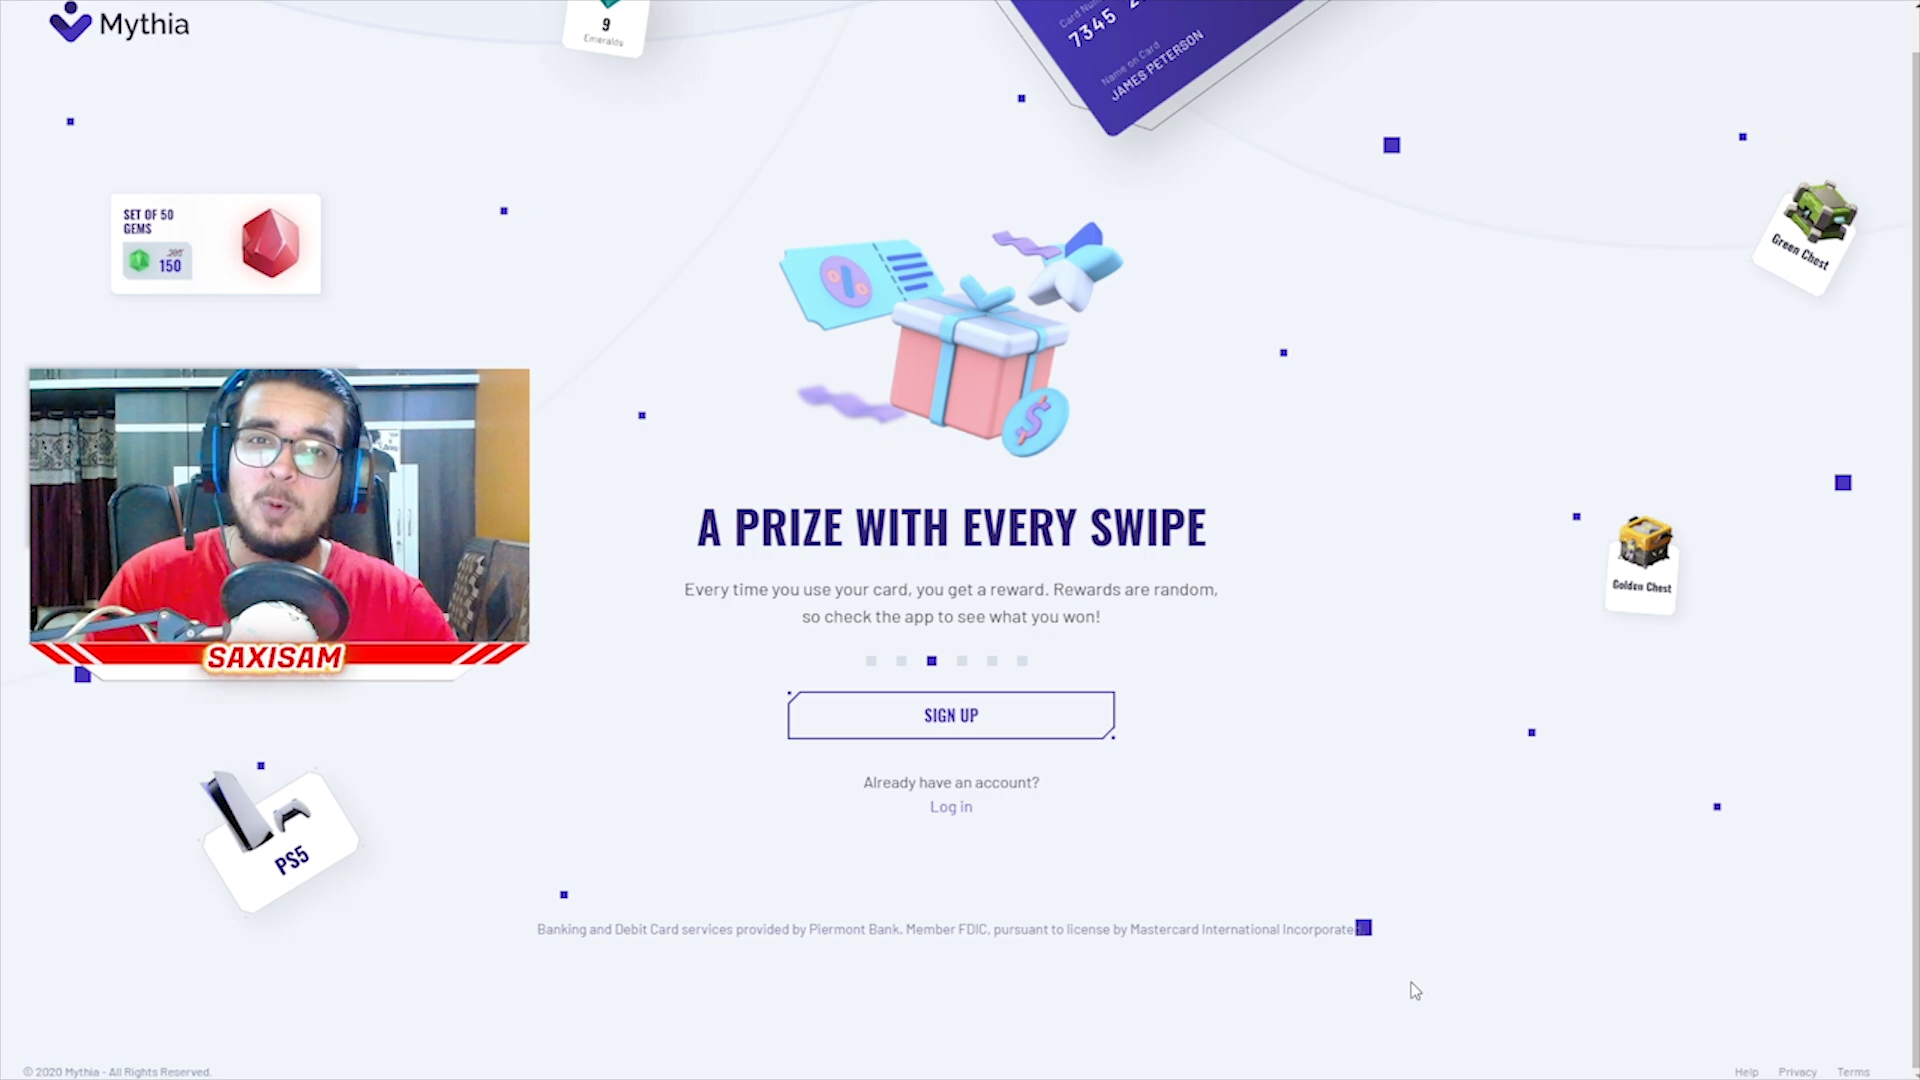 Mythia
9
Emeralds
Card Num
7345 2
Name on Card
JAMES PETERSON
SET OF 50
GEMS
150
Green Chest
A PRIZE WITH EVERY SWIPE
Every time you use your card, you get a reward. Rewards are random,
so check the app to see what you won!
Golden Chest
SAXISAM
SIGN UP
Already have an account?
Log in
PS5
Banking and Debit Card services provided by Piermont Bank. Member FDIC, pursuant to license by Mastercard International Incorporate
© 2020 Mythia - All Rights Reserved.
Help Privacy Terms